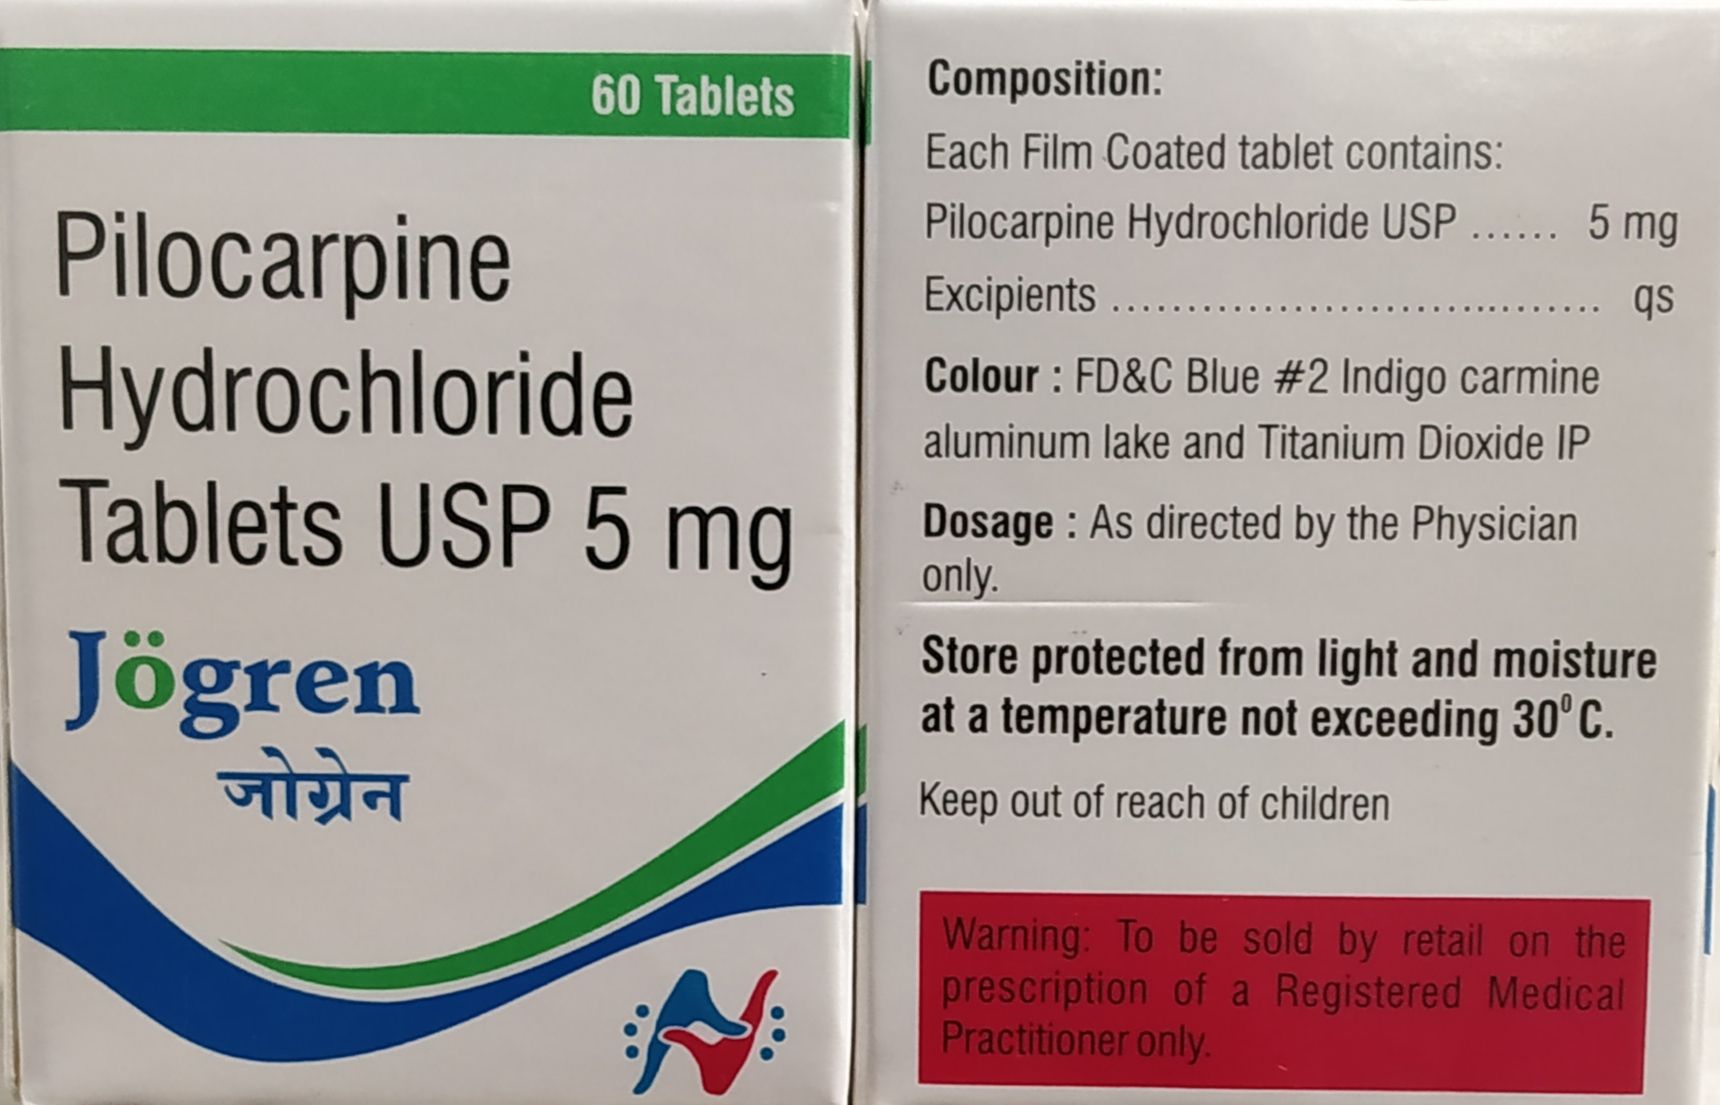 60 Tablets
Pilocarpine
Hydrochloride
Tablets USP 5 mg
Jögren
जोग्रेन
Composition:
Each Film Coated tablet contains:
Pilocarpine Hydrochloride USP ...... 5 mg
Excipients ................................. qs
Colour : FD&C Blue #2 Indigo carmine
aluminum lake and Titanium Dioxide IP
Dosage : As directed by the Physician
only.
Store protected from light and moisture
at a temperature not exceeding 30⁰ C.
Keep out of reach of children
Warning: To be sold by retail on the
prescription of a Registered Medical
Practitioner only.